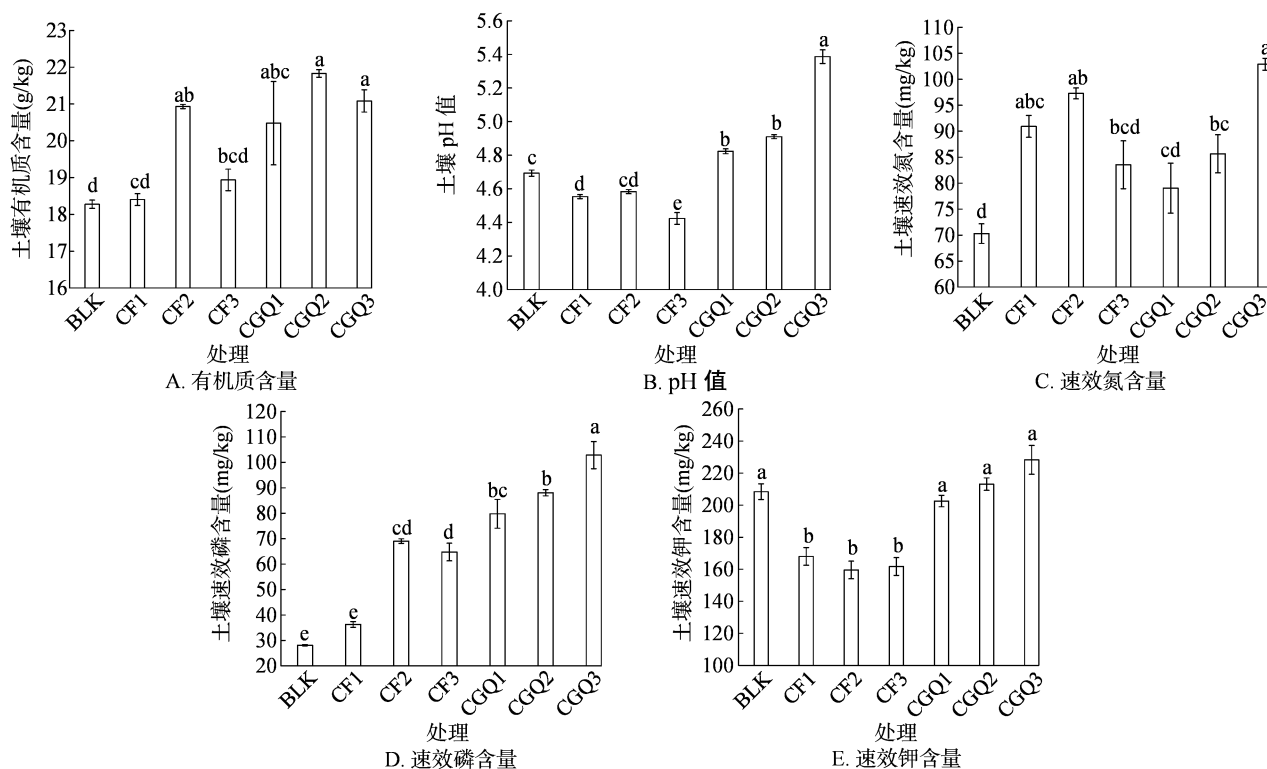 23
22
21
20
19
18
17
16
土壤有机质含量(g/kg)
d
cd
ab
bcd
abc
a
a
BLK
CF1
CF2
CF3
CGQ1
CGQ2
CGQ3
处理
A. 有机质含量
5.6
5.4
5.2
5.0
4.8
4.6
4.4
4.2
4.0
土壤 pH 值
c
d
cd
e
b
b
a
BLK
CF1
CF2
CF3
CGQ1
CGQ2
CGQ3
处理
B. pH 值
110
105
100
95
90
85
80
75
70
65
60
土壤速效氮含量(mg/kg)
d
abc
ab
bcd
cd
bc
a
BLK
CF1
CF2
CF3
CGQ1
CGQ2
CGQ3
处理
C. 速效氮含量
120
110
100
90
80
70
60
50
40
30
20
土壤速效磷含量(mg/kg)
e
e
cd
d
bc
b
a
BLK
CF1
CF2
CF3
CGQ1
CGQ2
CGQ3
处理
D. 速效磷含量
260
240
220
200
180
160
140
120
100
土壤速效钾含量(mg/kg)
a
b
b
b
a
a
a
BLK
CF1
CF2
CF3
CGQ1
CGQ2
CGQ3
处理
E. 速效钾含量